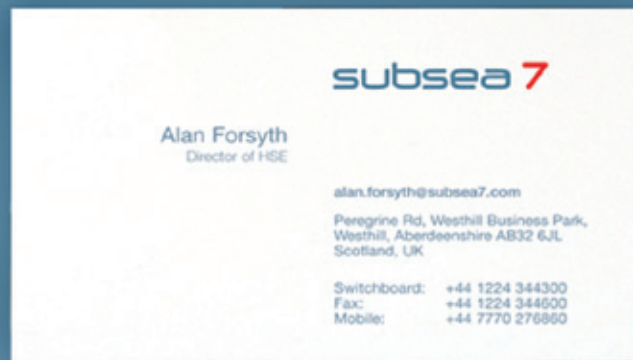 subsea 7
Alan Forsyth
Director of HSE
alan.forsyth@subsea7.com
Peregrine Rd, Westhill Business Park,
Westhill, Aberdeenshire AB32 6JL
Scotland, UK
Switchboard: +44 1224 344300
Fax: +44 1224 344600
Mobile: +44 7770 276860